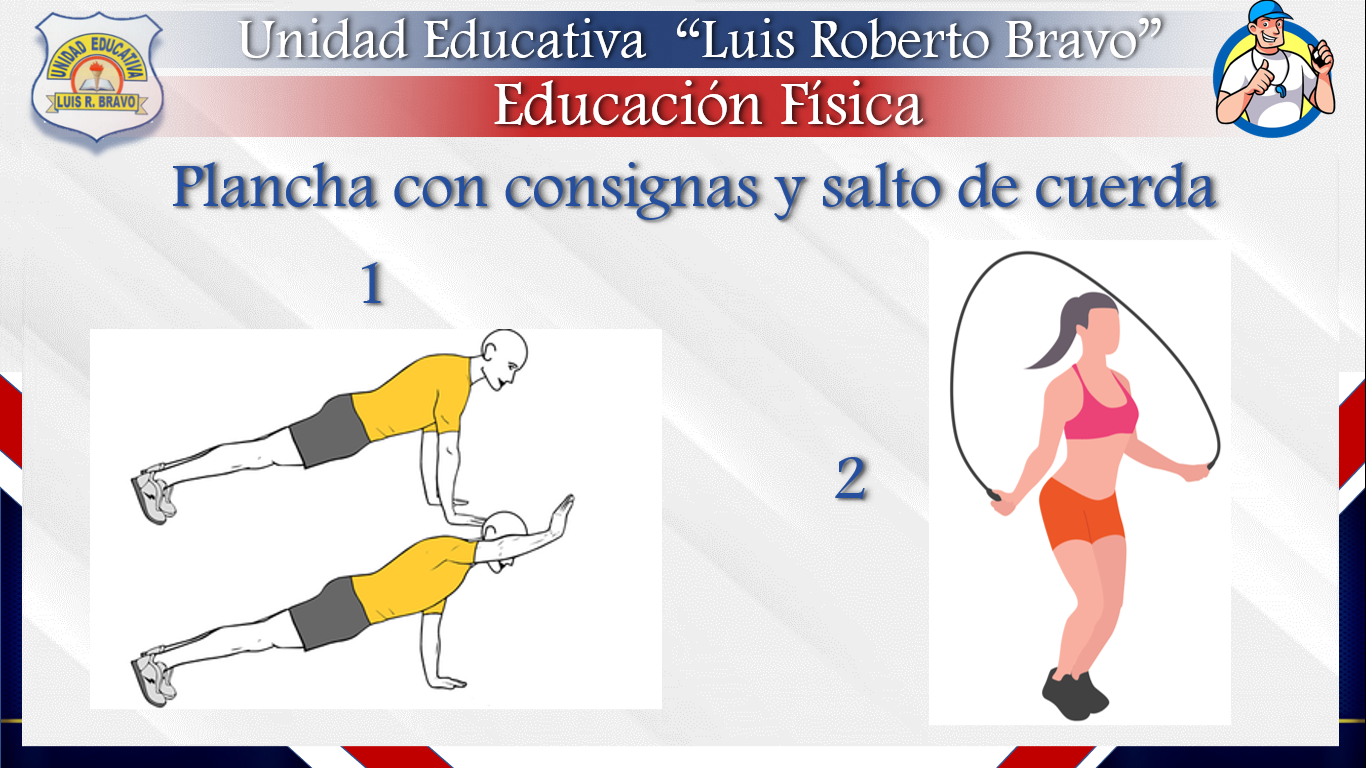 UNIDAD EDUCATIVA
LUIS R. BRAVO
Unidad Educativa “Luis Roberto Bravo”
Educación Física
Plancha con consignas y salto de cuerda
1
2